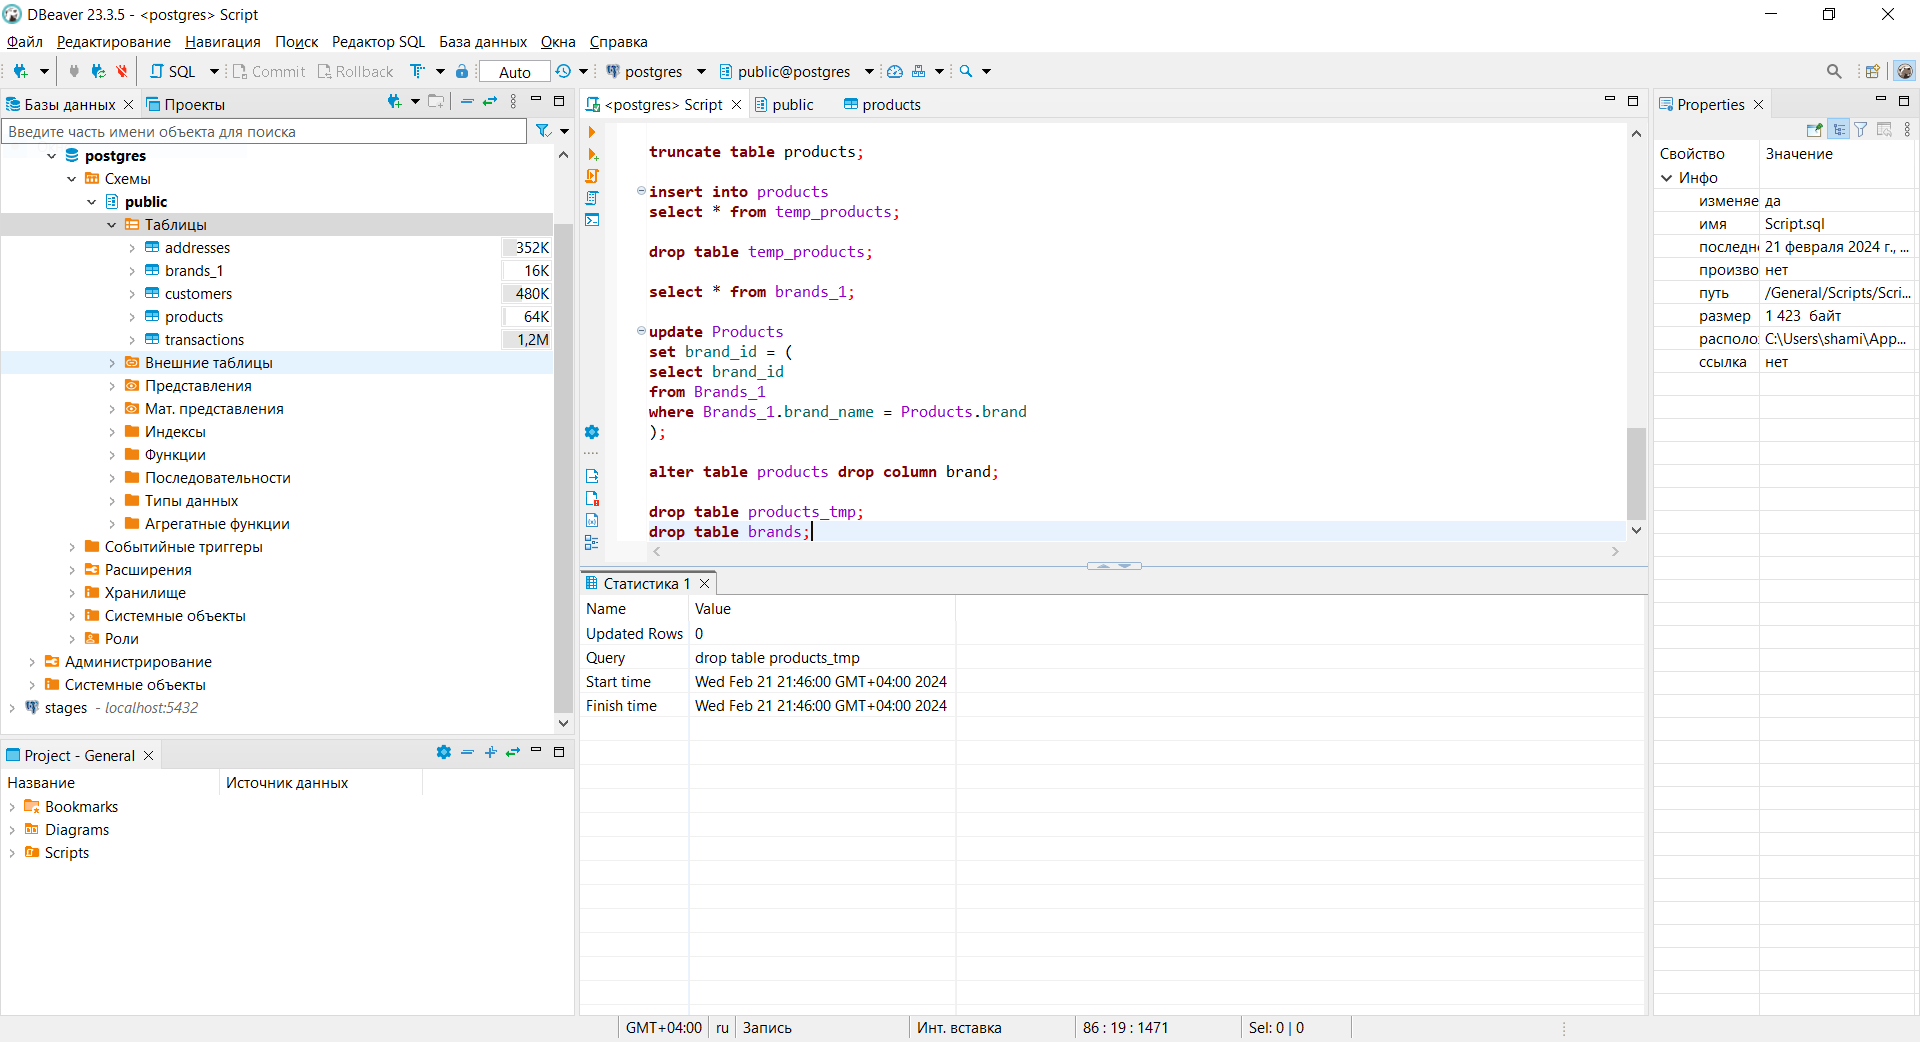 DBeaver 23.3.5 - <postgres> Script
Файл Редактирование Навигация Поиск Редактор SQL База данных Окна Справка
SQL Commit Rollback Auto postgres public@postgres
Базы данных Проекты
Введите часть имени объекта для поиска
postgres
Схемы
public
Таблицы
addresses 352K
brands_1 16K
customers 480K
products 64K
transactions 1,2M
Внешние таблицы
Представления
Мат. представления
Индексы
Функции
Последовательности
Типы данных
Агрегатные функции
Событийные триггеры
Расширения
Хранилище
Системные объекты
Роли
Администрирование
Системные объекты
stages - localhost:5432
Project - General
Название Источник данных
Bookmarks
Diagrams
Scripts
<postgres> Script public products
truncate table products;
insert into products
select * from temp_products;
drop table temp_products;
select * from brands_1;
update Products
set brand_id = (
select brand_id
from Brands_1
where Brands_1.brand_name = Products.brand
);
alter table products drop column brand;
drop table products_tmp;
drop table brands;
Статистика 1
Name Value
Updated Rows 0
Query drop table products_tmp
Start time Wed Feb 21 21:46:00 GMT+04:00 2024
Finish time Wed Feb 21 21:46:00 GMT+04:00 2024
Properties
Свойство Значение
Инфо
изменяе да
имя Script.sql
последн 21 февраля 2024 г., ...
произво нет
путь /General/Scripts/Scri...
размер 1 423 байт
располо: C:\Users\shami\App...
ссылка нет
GMT+04:00 ru Запись Инт. вставка 86 : 19 : 1471 Sel: 0 | 0